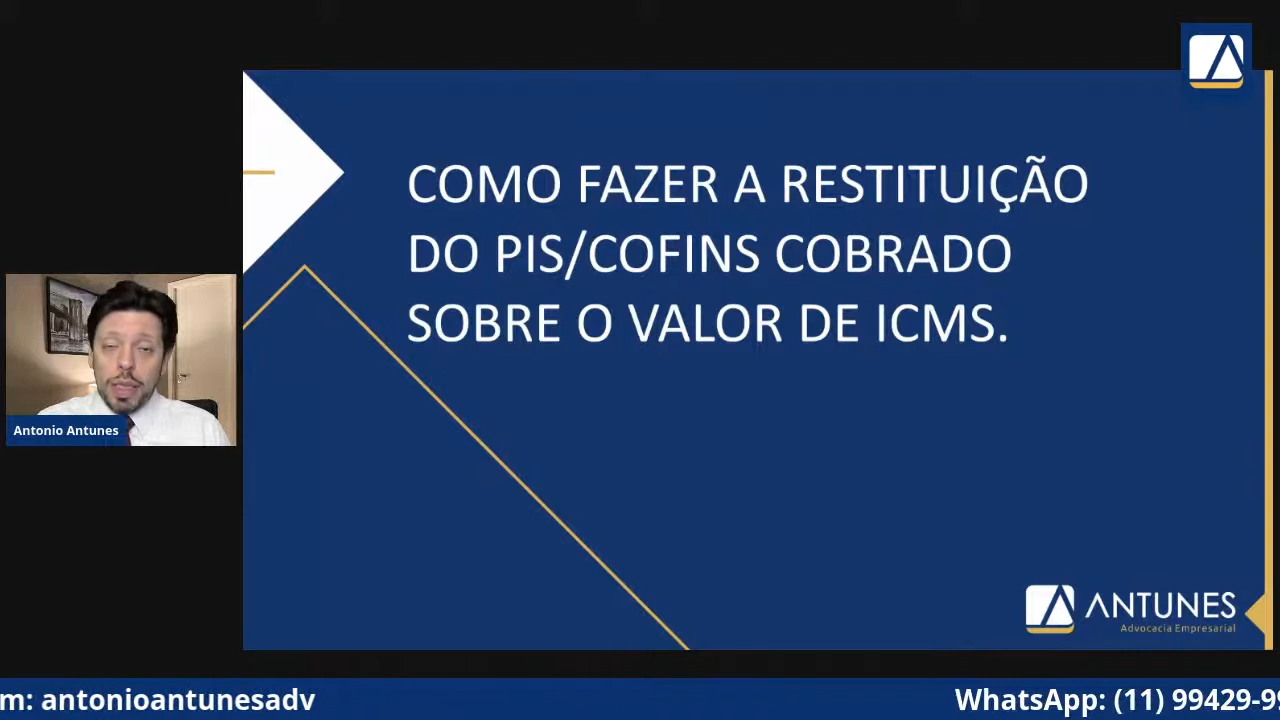 COMO FAZER A RESTITUIÇÃO
DO PIS/COFINS COBRADO
SOBRE O VALOR DE ICMS.
Antonio Antunes
ANTUNES
Advocacia Empresarial
m: antonioantunesadv
WhatsApp: (11) 99429-99